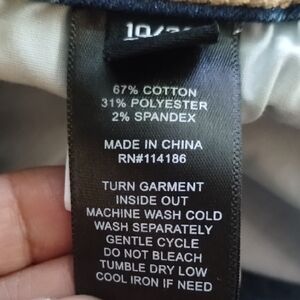 67% COTTON
31% POLYESTER
2% SPANDEX
MADE IN CHINA
RN#114186
TURN GARMENT
INSIDE OUT
MACHINE WASH COLD
WASH SEPARATELY
GENTLE CYCLE
DO NOT BLEACH
TUMBLE DRY LOW
COOL IRON IF NEED